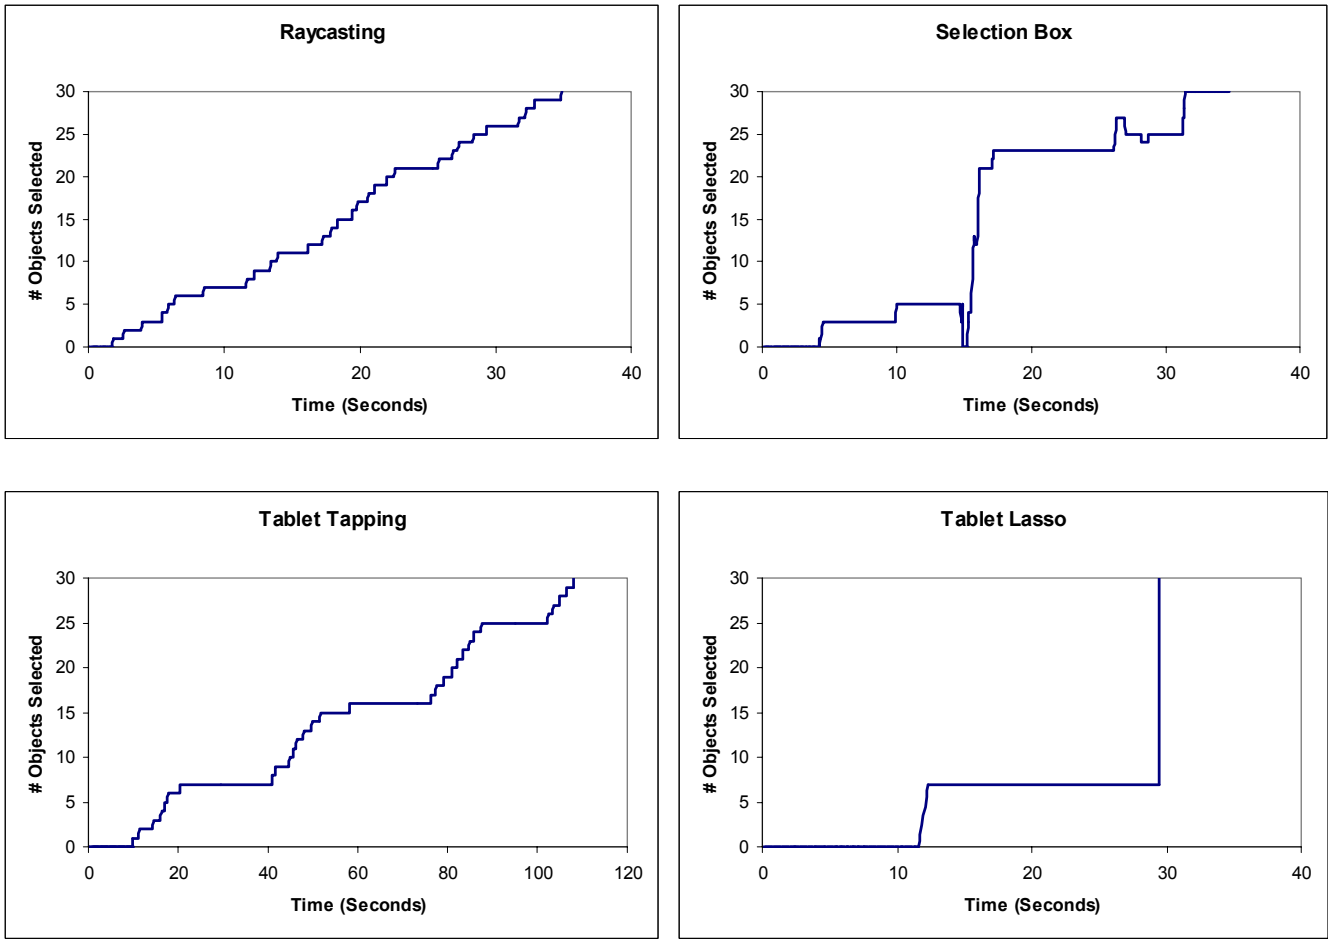 Raycasting
# Objects Selected
30
25
20
15
10
5
0
0 10 20 30 40
Time (Seconds)
Selection Box
# Objects Selected
30
25
20
15
10
5
0
0 10 20 30 40
Time (Seconds)
Tablet Tapping
# Objects Selected
30
25
20
15
10
5
0
0 20 40 60 80 100 120
Time (Seconds)
Tablet Lasso
# Objects Selected
30
25
20
15
10
5
0
0 10 20 30 40
Time (Seconds)